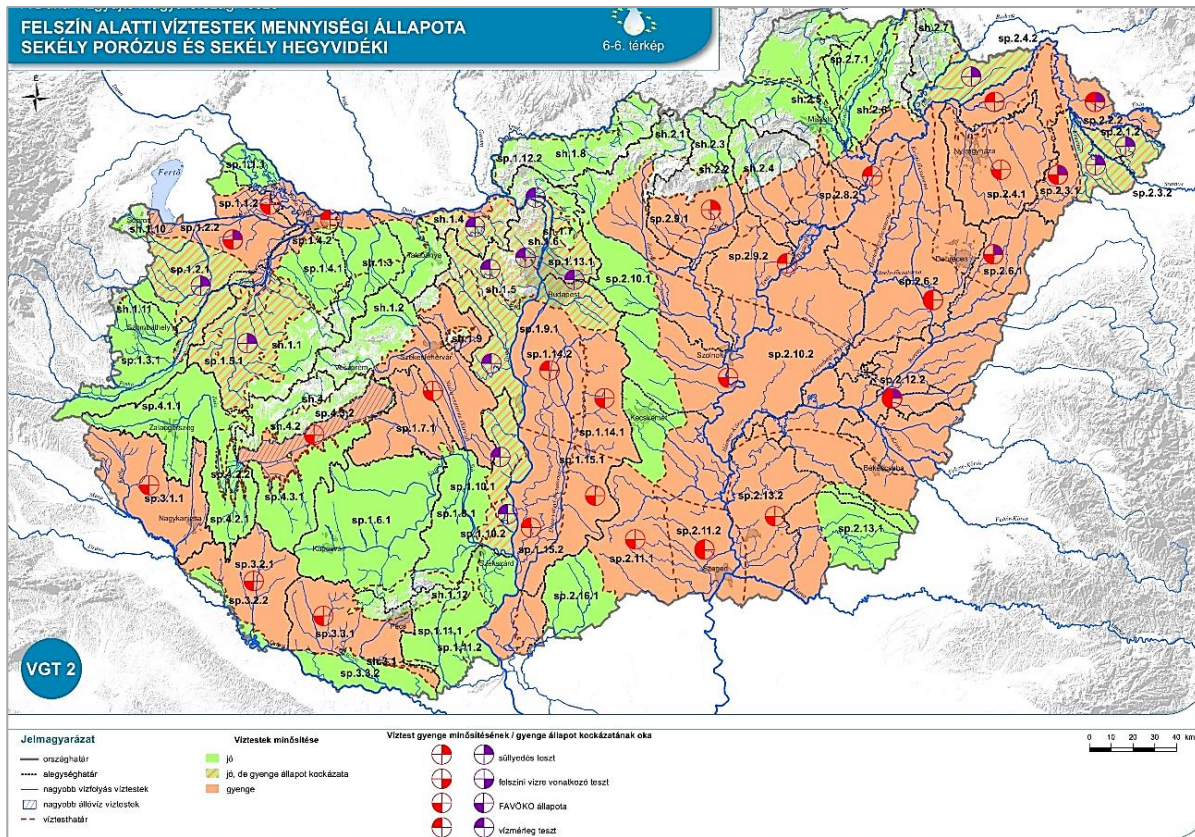 FELSZÍN ALATTI VÍZTESTEK MENNYISÉGI ÁLLAPOTA
SEKÉLY PORÓZUS ÉS SEKÉLY HEGYVIDÉKI
6-6. térkép
sh.2.7
sp.2.4.2
sp.2.7.1
sh.2.5
sh.2.6
Miskolc
sp.2.2.2
sp.2.1.2
sp.2.3.2
sp.2.3.1
Nyíregyháza
sp.2.4.1
sp.2.8.2
sh.2.1
sh.2.3
sh.2.2
sh.2.4
sh.1.8
sp.1.12.2
sp.2.9.1
sp.2.9.2
Debrecen
sp.2.6.1
sp.2.6.2
sp.1.1.1
Fertő
sp.1.1.2
Sopron
sh.1.10
sp.1.2.2
sp.1.4.2
sh.1.4
sh.1.7
sh.1.6
sp.1.2.1
sp.1.4.1
sh.1.3
Tatabánya
sp.1.13.1
sh.1.5
Budapest
sp.2.10.1
sh.1.11
Szombathely
sh.1.2
sp.1.3.1
sp.1.5.1
sh.1.1
Veszprém
Székesfehérvár
sh.1.9
sp.1.9.1
sp.1.14.2
Szolnok
sp.2.10.2
sp.2.12.2
sp.4.1.1
Zalaegerszeg
sh.4.1
sh.4.2
sp.4.3.2
sp.1.7.1
sp.1.14.1
Kecskemét
sp.1.15.1
Békéscsaba
sp.3.1.1
Nagykanizsa
sp.4.2.2
sp.4.2.1
sp.4.3.1
sp.1.6.1
sp.1.10.1
sp.1.8.1
sp.1.10.2
sp.1.15.2
sp.2.13.2
sp.2.13.1
Kaposvár
Szekszárd
sp.2.11.1
sp.2.11.2
Szeged
sp.3.2.1
sp.3.2.2
sh.1.12
sp.2.16.1
sp.3.3.1
Pécs
sp.1.11.1
sp.1.11.2
sh.3.1
sp.3.3.2
VGT 2
Jelmagyarázat
országhatár
alegységhatár
nagyobb vízfolyás víztestek
nagyobb állóvíz víztestek
víztesthatár
Víztestek minősítése
jó
jó, de gyenge állapot kockázata
gyenge
Víztest gyenge minősítésének / gyenge állapot kockázatának oka
süllyedés teszt
felszíni vízre vonatkozó teszt
FAVÖKO állapota
vízmérleg teszt
0 10 20 30 40 km